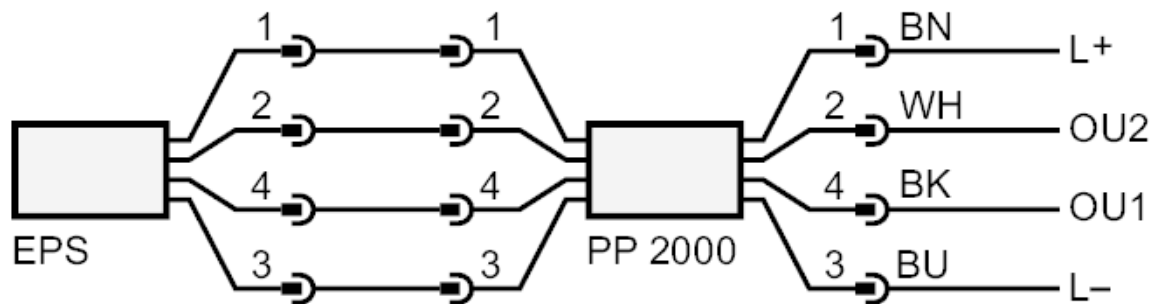 1 1 1 BN L+
2 2 2 WH OU2
4 4 4 BK OU1
EPS PP 2000
3 3 3 BU L–